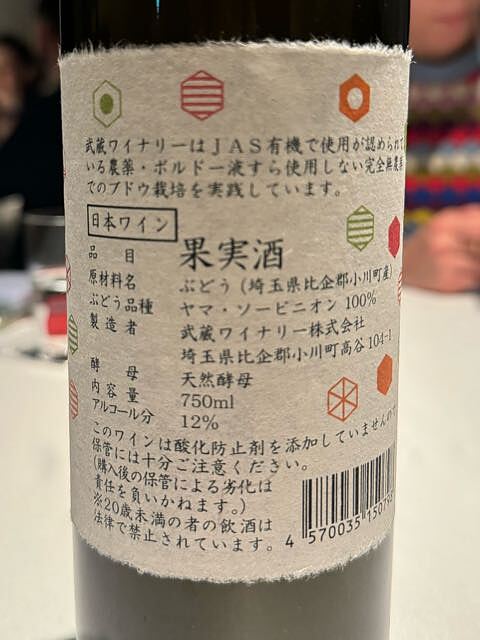 武蔵ワイナリーはJAS有機で使用が認められて
いる農薬・ボルドー液すら使用しない完全無農薬
でのブドウ栽培を実践しています。
日本ワイン
品目 果実酒
原材料名 ぶどう(埼玉県比企郡小川町産)
ぶどう品種 ヤマ・ソービニオン 100%
製造者 武蔵ワイナリー株式会社
埼玉県比企郡小川町高谷 104-1
酵母 天然酵母
内容量 750ml
アルコール分 12%
このワインは酸化防止剤を添加していませんので
保管には十分ご注意ください。
(購入後の保管による劣化は
責任を負いかねます。)
※20歳未満の者の飲酒は
法律で禁止されています。
4 570035 15079